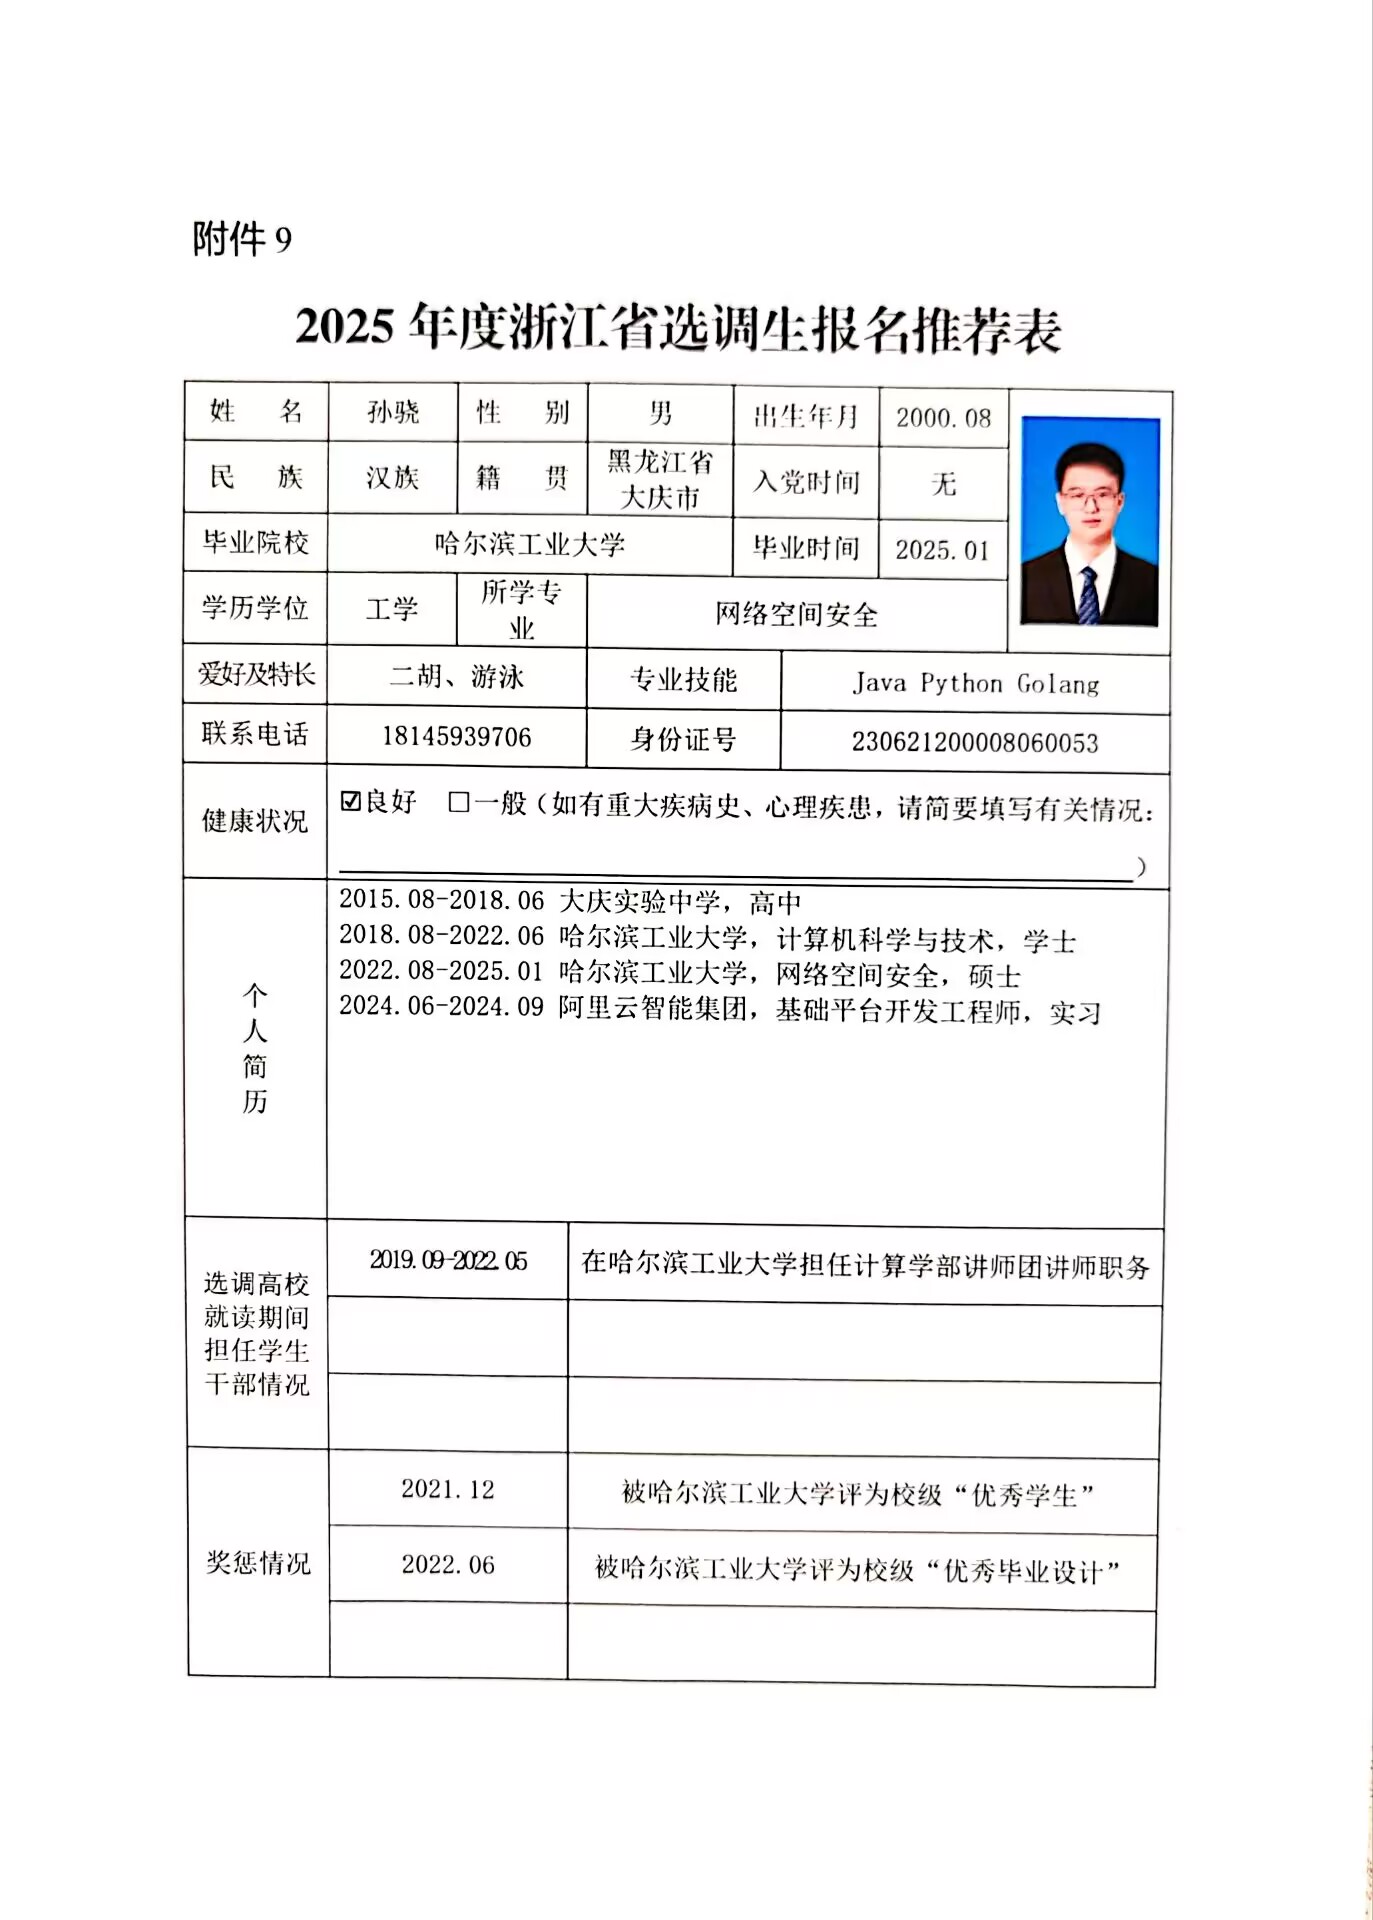 附件 9
2025 年度浙江省选调生报名推荐表
姓 名 孙骁 性 别 男 出生年月 2000.08
民 族 汉族 籍 贯 黑龙江省
大庆市 入党时间 无
毕业院校 哈尔滨工业大学 毕业时间 2025.01
学历学位 工学 所学专
业 网络空间安全
爱好及特长 二胡、游泳 专业技能 Java Python Golang
联系电话 18145939706 身份证号 230621200008060053
健康状况 ☑良好 □一般（如有重大疾病史、心理疾患，请简要填写有关情况：
）
个
人
简
历
2015.08-2018.06 大庆实验中学，高中
2018.08-2022.06 哈尔滨工业大学，计算机科学与技术，学士
2022.08-2025.01 哈尔滨工业大学，网络空间安全，硕士
2024.06-2024.09 阿里云智能集团，基础平台开发工程师，实习
选调高校
就读期间
担任学生
干部情况
2019.09-2022.05 在哈尔滨工业大学担任计算学部讲师团讲师职务
奖惩情况
2021.12 被哈尔滨工业大学评为校级“优秀学生”
2022.06 被哈尔滨工业大学评为校级“优秀毕业设计”